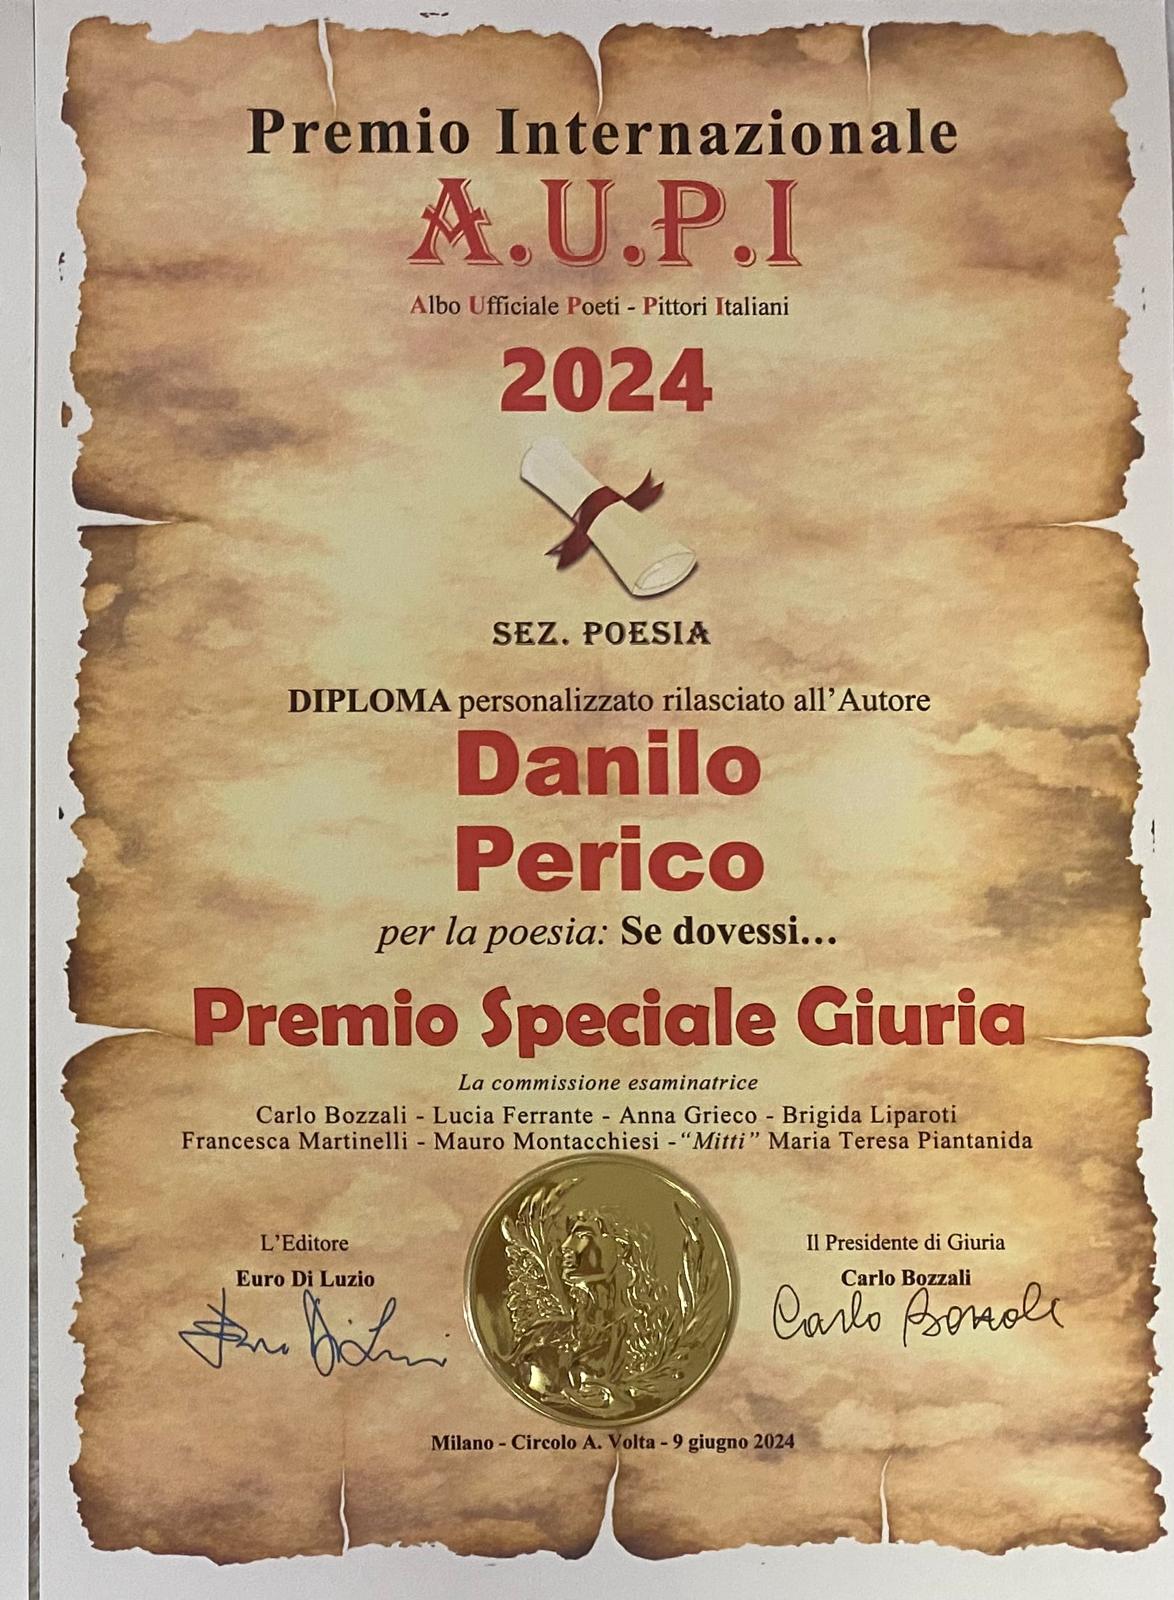 Premio Internazionale
A.U.P.I
Albo Ufficiale Poeti - Pittori Italiani
2024
SEZ. POESIA
DIPLOMA personalizzato rilasciato all’Autore
Danilo
Perico
per la poesia: Se dovessi...
Premio Speciale Giuria
La commissione esaminatrice
Carlo Bozzali - Lucia Ferrante - Anna Grieco - Brigida Liparoti
Francesca Martinelli - Mauro Montacchiesi -“Mitti” Maria Teresa Piantanida
L’Editore
Euro Di Luzio
Il Presidente di Giuria
Carlo Bozzali
Carlo Bozzali
Milano - Circolo A. Volta - 9 giugno 2024